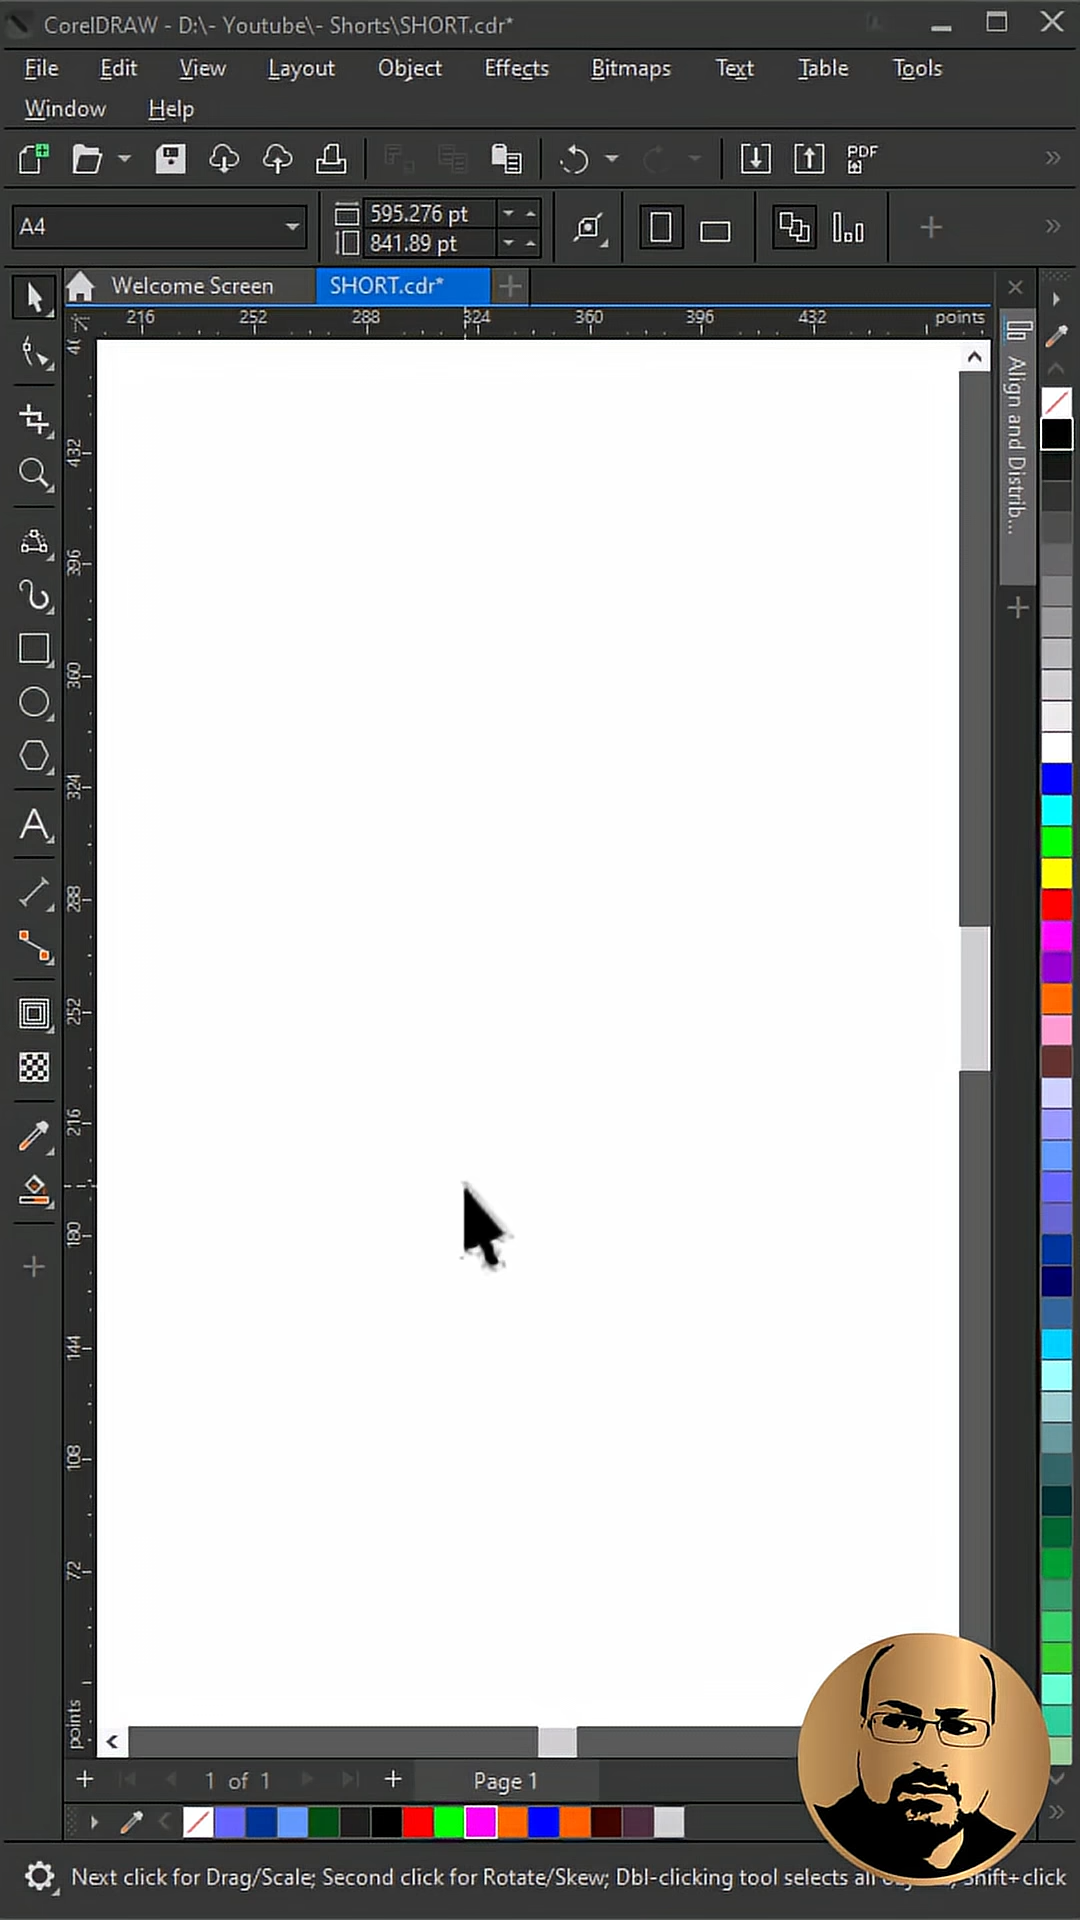 CorelDRAW - D:\- Youtube\- Shorts\SHORT.cdr*
File Edit View Layout Object Effects Bitmaps Text Table Tools
Window Help
PDF
A4
595.276 pt
841.89 pt
Welcome Screen SHORT.cdr*
216 252 288 324 360 396 432 points
Align and Distrib...
432
396
360
324
288
252
216
180
144
108
72
points
1 of 1 Page 1
Next click for Drag/Scale; Second click for Rotate/Skew; Dbl-clicking tool selects all Shift+click